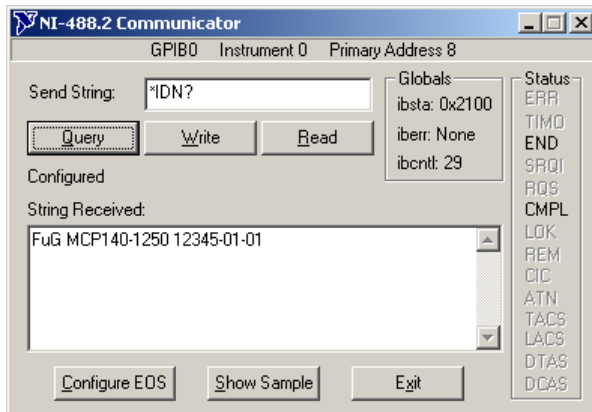 NI-488.2 Communicator
GPIB0 Instrument 0 Primary Address 8
Send String: *IDN?
Query Write Read
Configured
String Received:
FuG MCP140-1250 12345-01-01
Configure EOS Show Sample Exit
Globals
ibsta: 0x2100
iberr: None
ibcntl: 29
Status
ERR
TIMO
END
SRQI
RQS
CMPL
LOK
REM
CIC
ATN
TACS
LACS
DTAS
DCAS